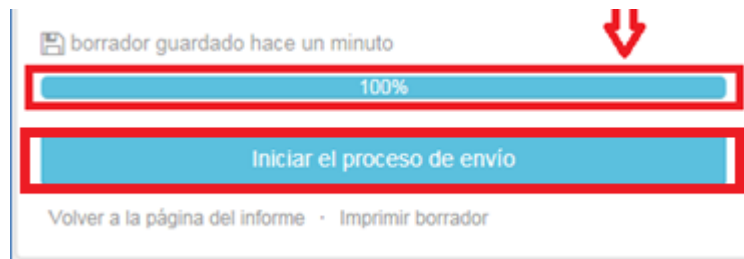 borrador guardado hace un minuto
100%
Iniciar el proceso de envío
Volver a la página del informe · Imprimir borrador